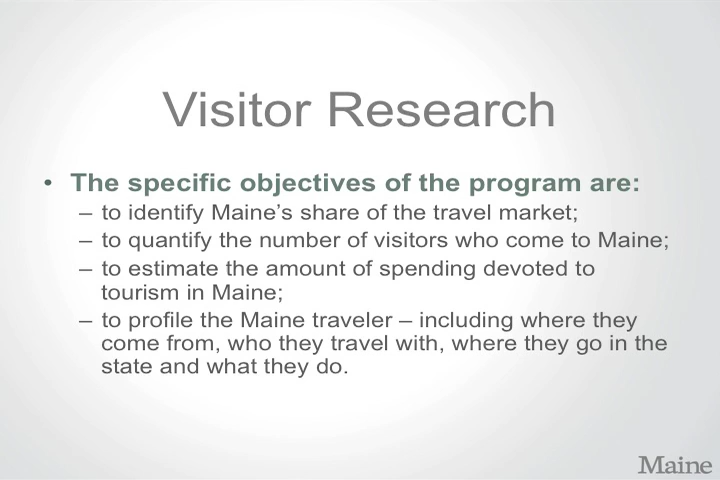 Visitor Research
• The specific objectives of the program are:
– to identify Maine’s share of the travel market;
– to quantify the number of visitors who come to Maine;
– to estimate the amount of spending devoted to
tourism in Maine;
– to profile the Maine traveler – including where they
come from, who they travel with, where they go in the
state and what they do.
Maine